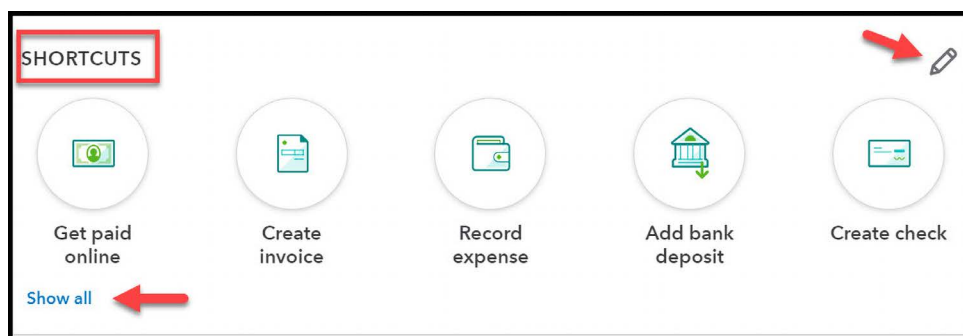 SHORTCUTS
Get paid
online
Create
invoice
Record
expense
Add bank
deposit
Create check
Show all